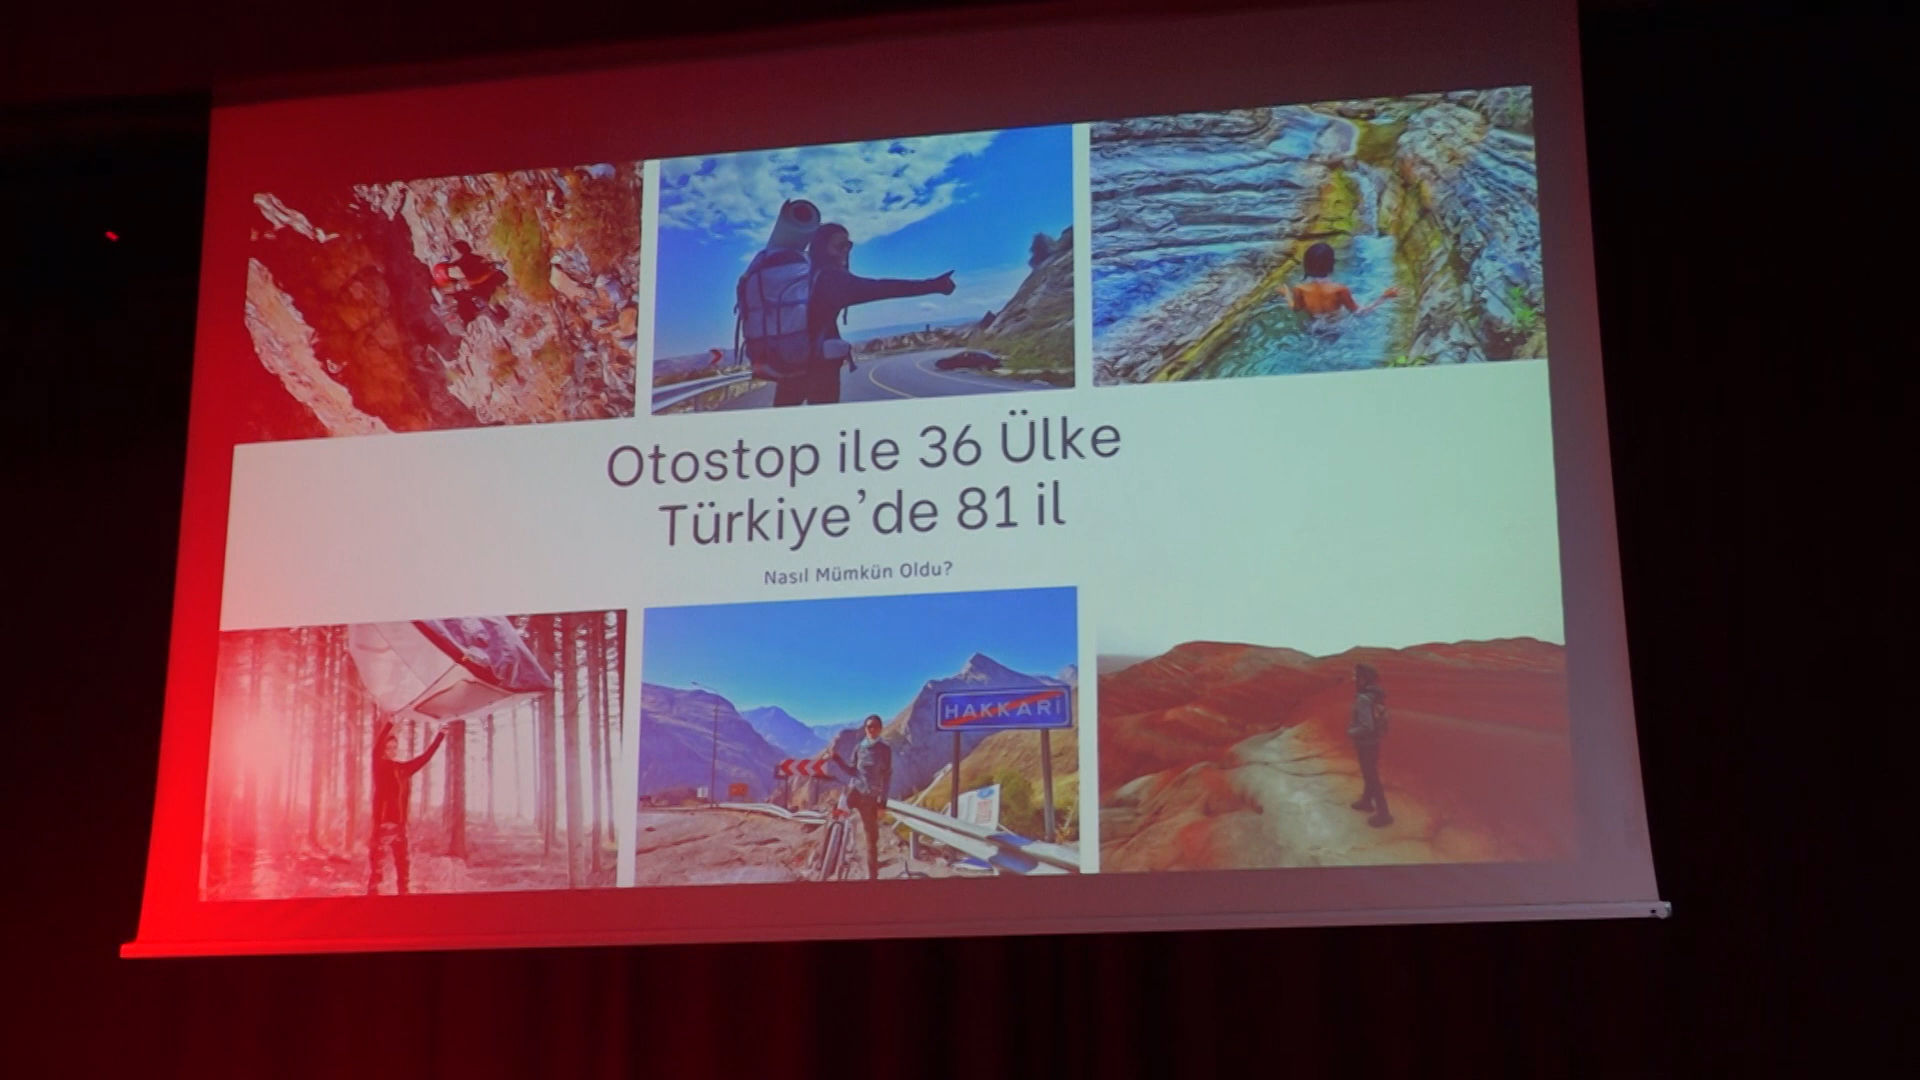 Otostop ile 36 Ülke
Türkiye’de 81 il
Nasıl Mümkün Oldu?
HAKKARİ